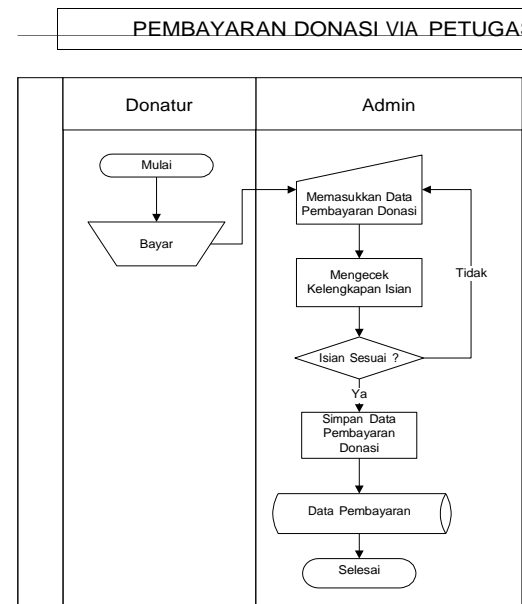 PEMBAYARAN DONASI VIA PETUGAS
Donatur
Admin
Mulai
Bayar
Memasukkan Data
Pembayaran Donasi
Mengecek
Kelengkapan Isian
Tidak
Isian Sesuai ?
Ya
Simpan Data
Pembayaran
Donasi
Data Pembayaran
Selesai